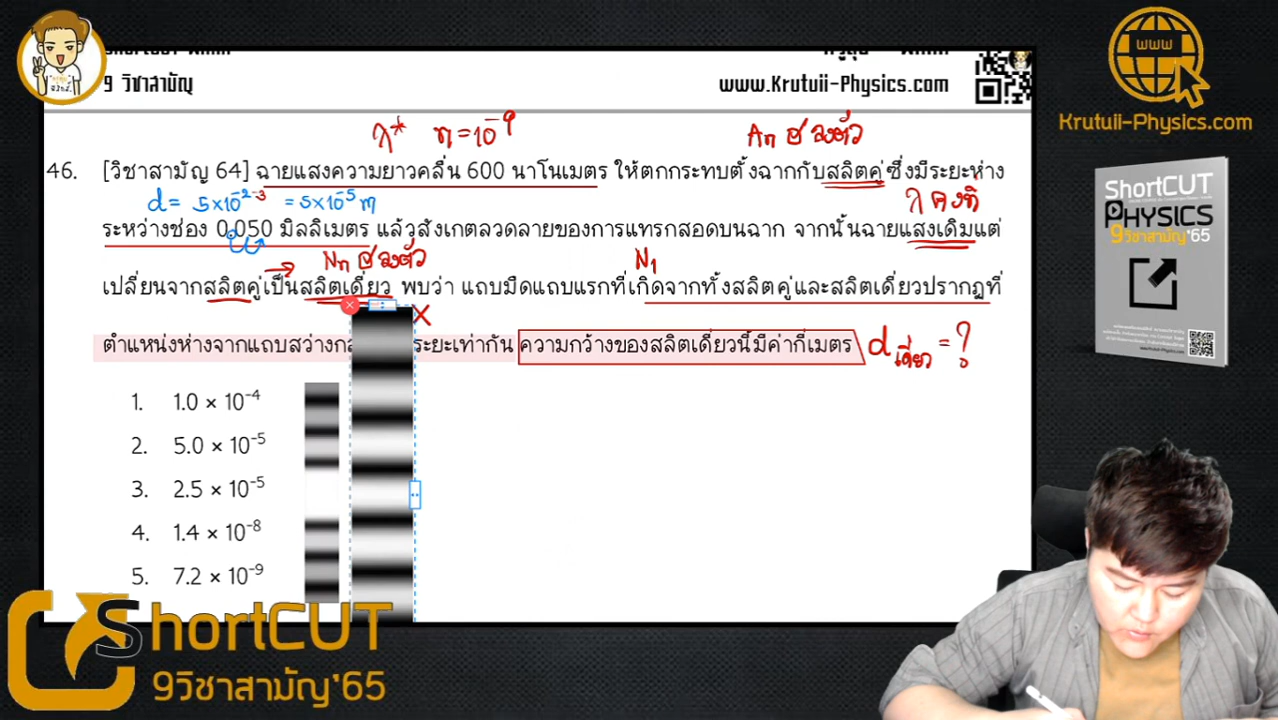 9 วิชาสามัญ
www.Krutuii-Physics.com
www
Krutuii-Physics.com
λ* n = 10⁻⁹
An ช่องตัว
46. [วิชาสามัญ 64] ฉายแสงความยาวคลื่น 600 นาโนเมตร ให้ตกกระทบตั้งฉากกับสลิตคู่ซึ่งมีระยะห่าง
d = 5×10⁻²⁻³ = 5×10⁻⁵ m
λ คงที่
ระหว่างช่อง 0.050 มิลลิเมตร แล้วสังเกตลวดลายของการแทรกสอดบนฉาก จากนั้นฉายแสงเดิมแต่
Nn ช่องตัว
N₁
เปลี่ยนจากสลิตคู่เป็นสลิตเดี่ยว พบว่า แถบมืดแถบแรกที่เกิดจากทั้งสลิตคู่และสลิตเดี่ยวปรากฏที่
X
ตำแหน่งห่างจากแถบสว่างกล ระยะเท่ากัน ความกว้างของสลิตเดี่ยวนี้มีค่ากี่เมตร d เดี่ยว = ?
1. 1.0 × 10⁻⁴
2. 5.0 × 10⁻⁵
3. 2.5 × 10⁻⁵
4. 1.4 × 10⁻⁸
5. 7.2 × 10⁻⁹
ShortCUT
PHYSICS
9วิชาสามัญ'65
ShortCUT
9วิชาสามัญ'65